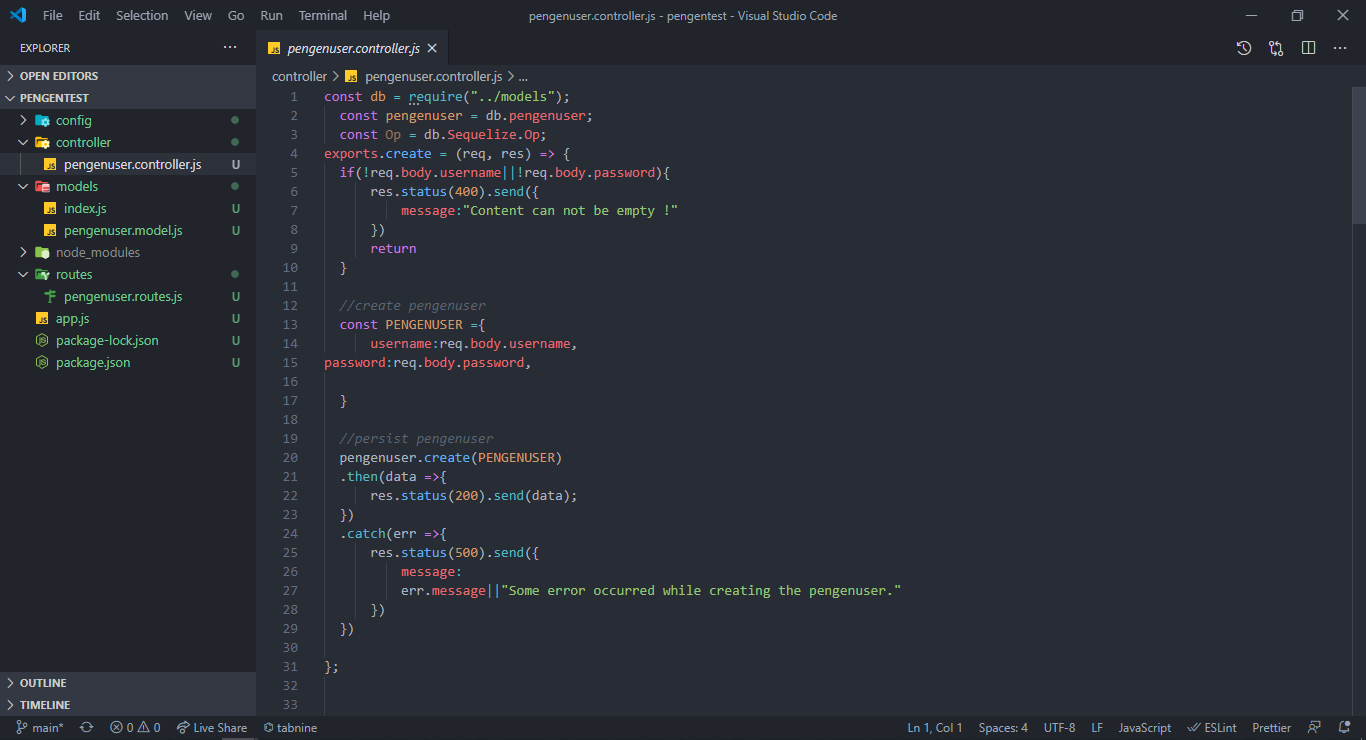 File Edit Selection View Go Run Terminal Help
pengenuser.controller.js - pengentest - Visual Studio Code
EXPLORER
OPEN EDITORS
PENGENTEST
config
controller
pengenuser.controller.js U
models
index.js U
pengenuser.model.js U
node_modules
routes
pengenuser.routes.js U
app.js U
package-lock.json U
package.json U
OUTLINE
TIMELINE
pengenuser.controller.js
controller > pengenuser.controller.js > ...
1 const db = require("../models");
2 const pengenuser = db.pengenuser;
3 const Op = db.Sequelize.Op;
4 exports.create = (req, res) => {
5 if(!req.body.username||!req.body.password){
6 res.status(400).send({
7 message:"Content can not be empty !"
8 })
9 return
10 }
11
12 //create pengenuser
13 const PENGENUSER ={
14 username:req.body.username,
15 password:req.body.password,
16
17 }
18
19 //persist pengenuser
20 pengenuser.create(PENGENUSER)
21 .then(data =>{
22 res.status(200).send(data);
23 })
24 .catch(err =>{
25 res.status(500).send({
26 message:
27 err.message||"Some error occurred while creating the pengenuser."
28 })
29 })
30
31 };
32
33
main* 0 0 Live Share tabnine
Ln 1, Col 1 Spaces: 4 UTF-8 LF JavaScript ESLint Prettier